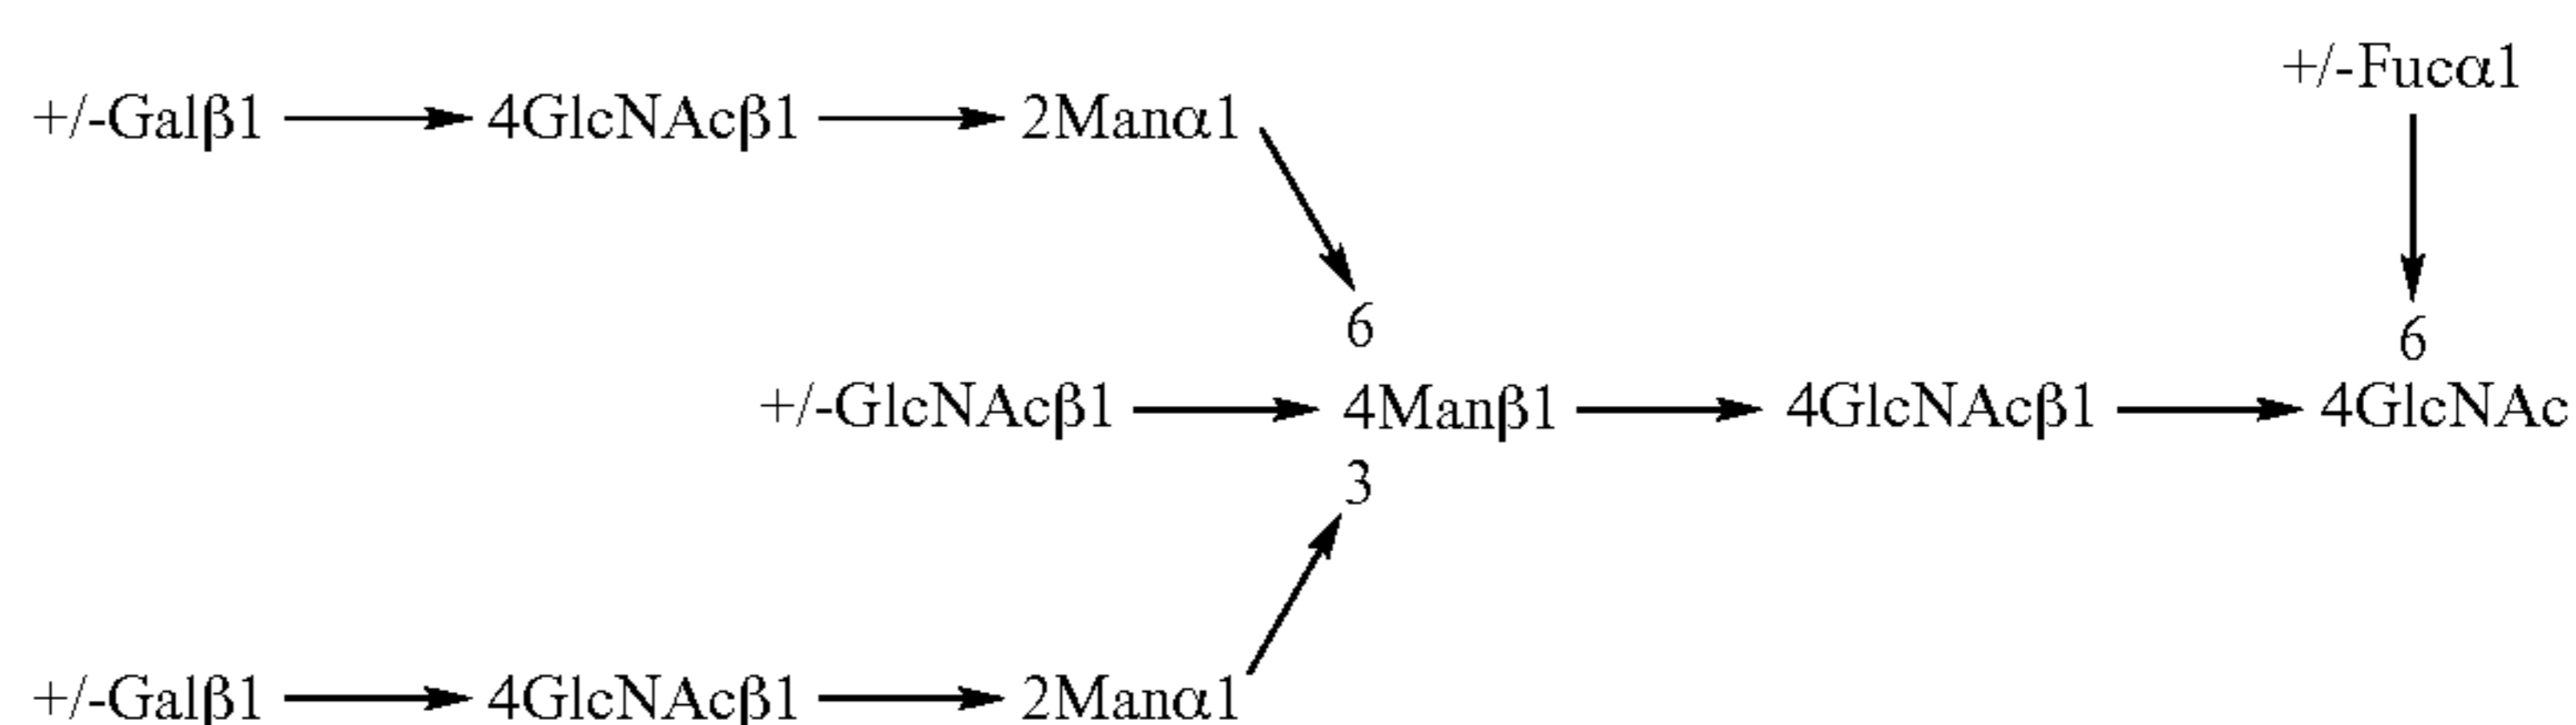 +/-Fucα1
+/-Galβ1 4GlcNAcβ1 2Manα1
6
6
+/-GlcNAcβ1 4Manβ1 4GlcNAcβ1 4GlcNAc
3
+/-Galβ1 4GlcNAcβ1 2Manα1